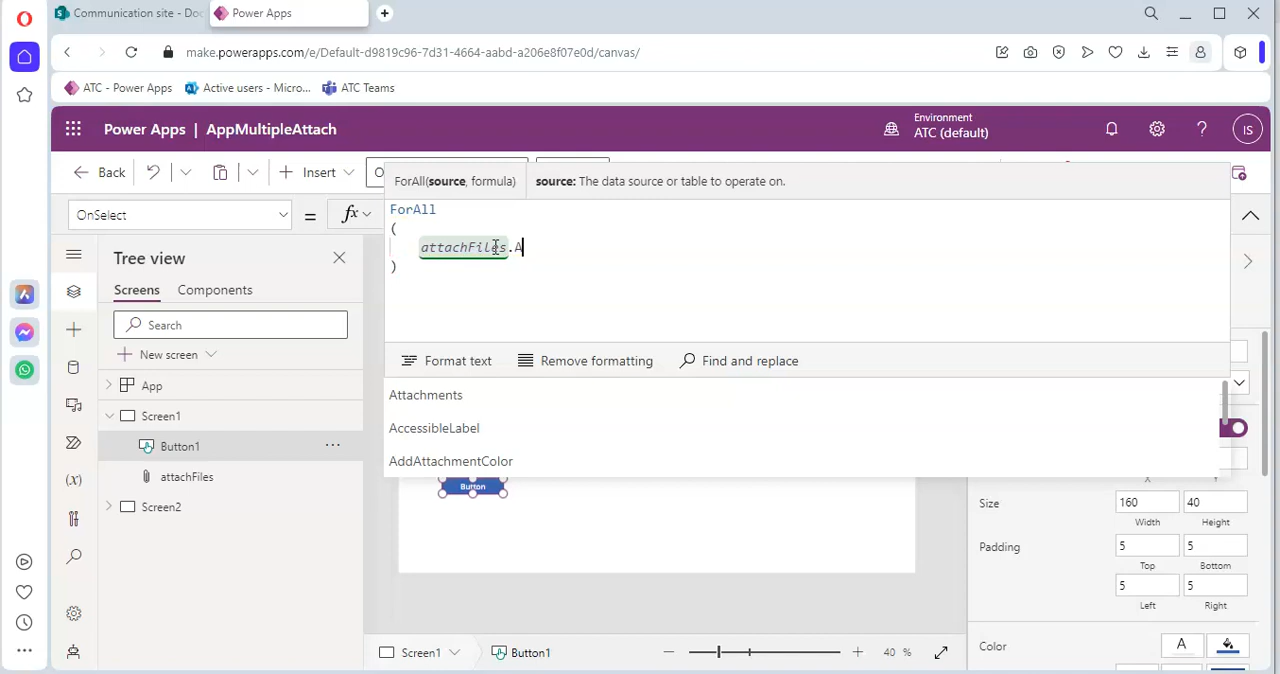 Communication site - Doc
Power Apps
make.powerapps.com/e/Default-d9819c96-7d31-4664-aabd-a206e8f07e0d/canvas/
ATC - Power Apps
Active users - Micro...
ATC Teams
Power Apps | AppMultipleAttach
Environment
ATC (default)
IS
Back
Insert
ForAll(source, formula)
source: The data source or table to operate on.
OnSelect
=
fx
ForAll
(
attachFiles.A
)
Tree view
Screens
Components
Search
New screen
App
Screen1
Button1
...
attachFiles
Screen2
Format text
Remove formatting
Find and replace
Attachments
AccessibleLabel
AddAttachmentColor
Button
X
Y
Size
160
40
Width
Height
Padding
5
5
Top
Bottom
5
5
Left
Right
Color
A
Screen1
Button1
40 %